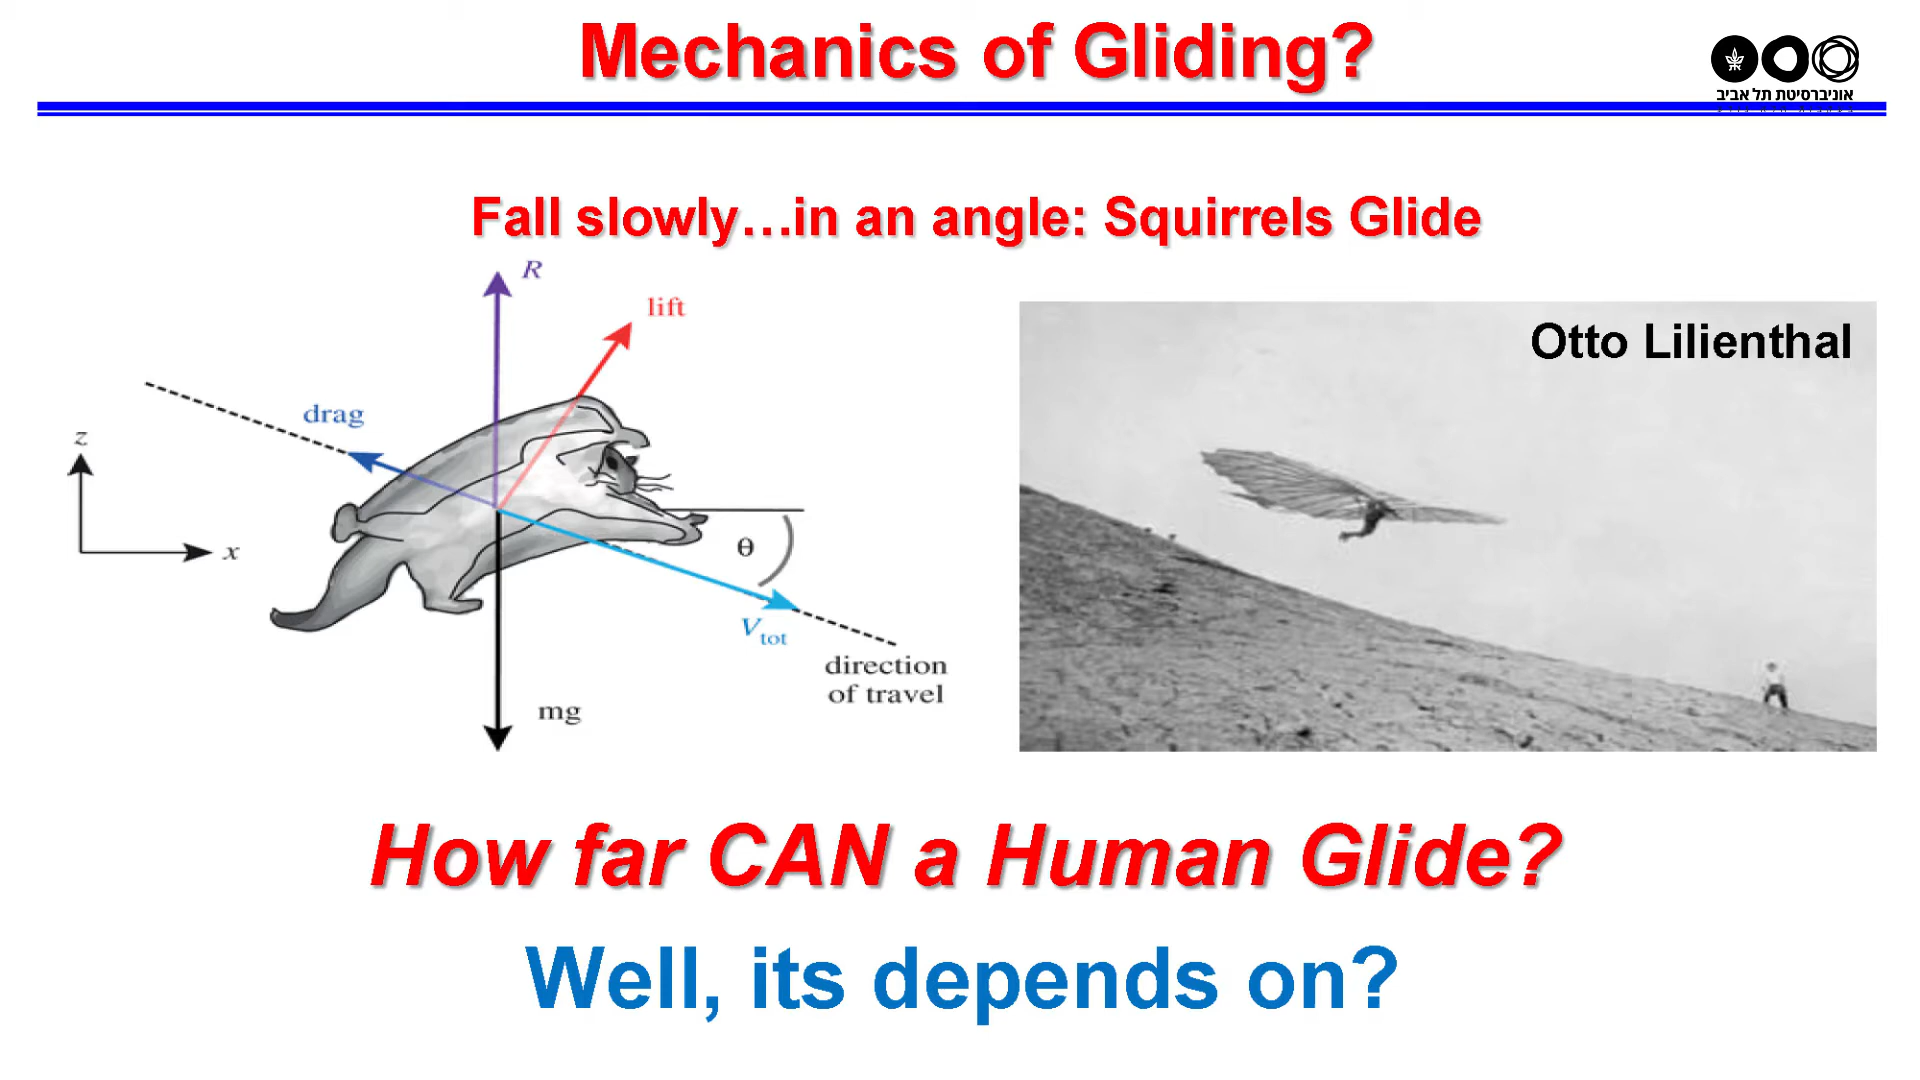 Mechanics of Gliding?
אוניברסיטת תל אביב
Fall slowly…in an angle: Squirrels Glide
R
lift
Otto Lilienthal
drag
z
x
θ
Vtot
direction
of travel
mg
How far CAN a Human Glide?
Well, its depends on?